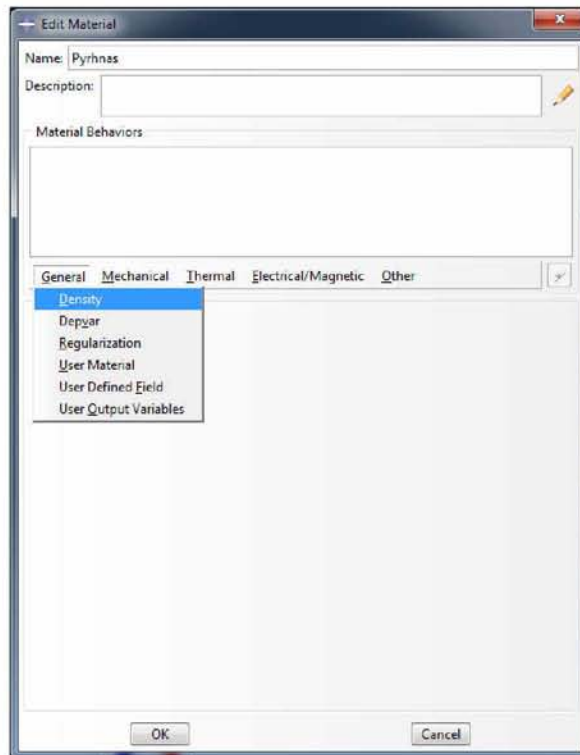 Edit Material
Name: Pyrhnas
Description:
Material Behaviors
General Mechanical Thermal Electrical/Magnetic Other
Density
Depvar
Regularization
User Material
User Defined Field
User Output Variables
OK Cancel